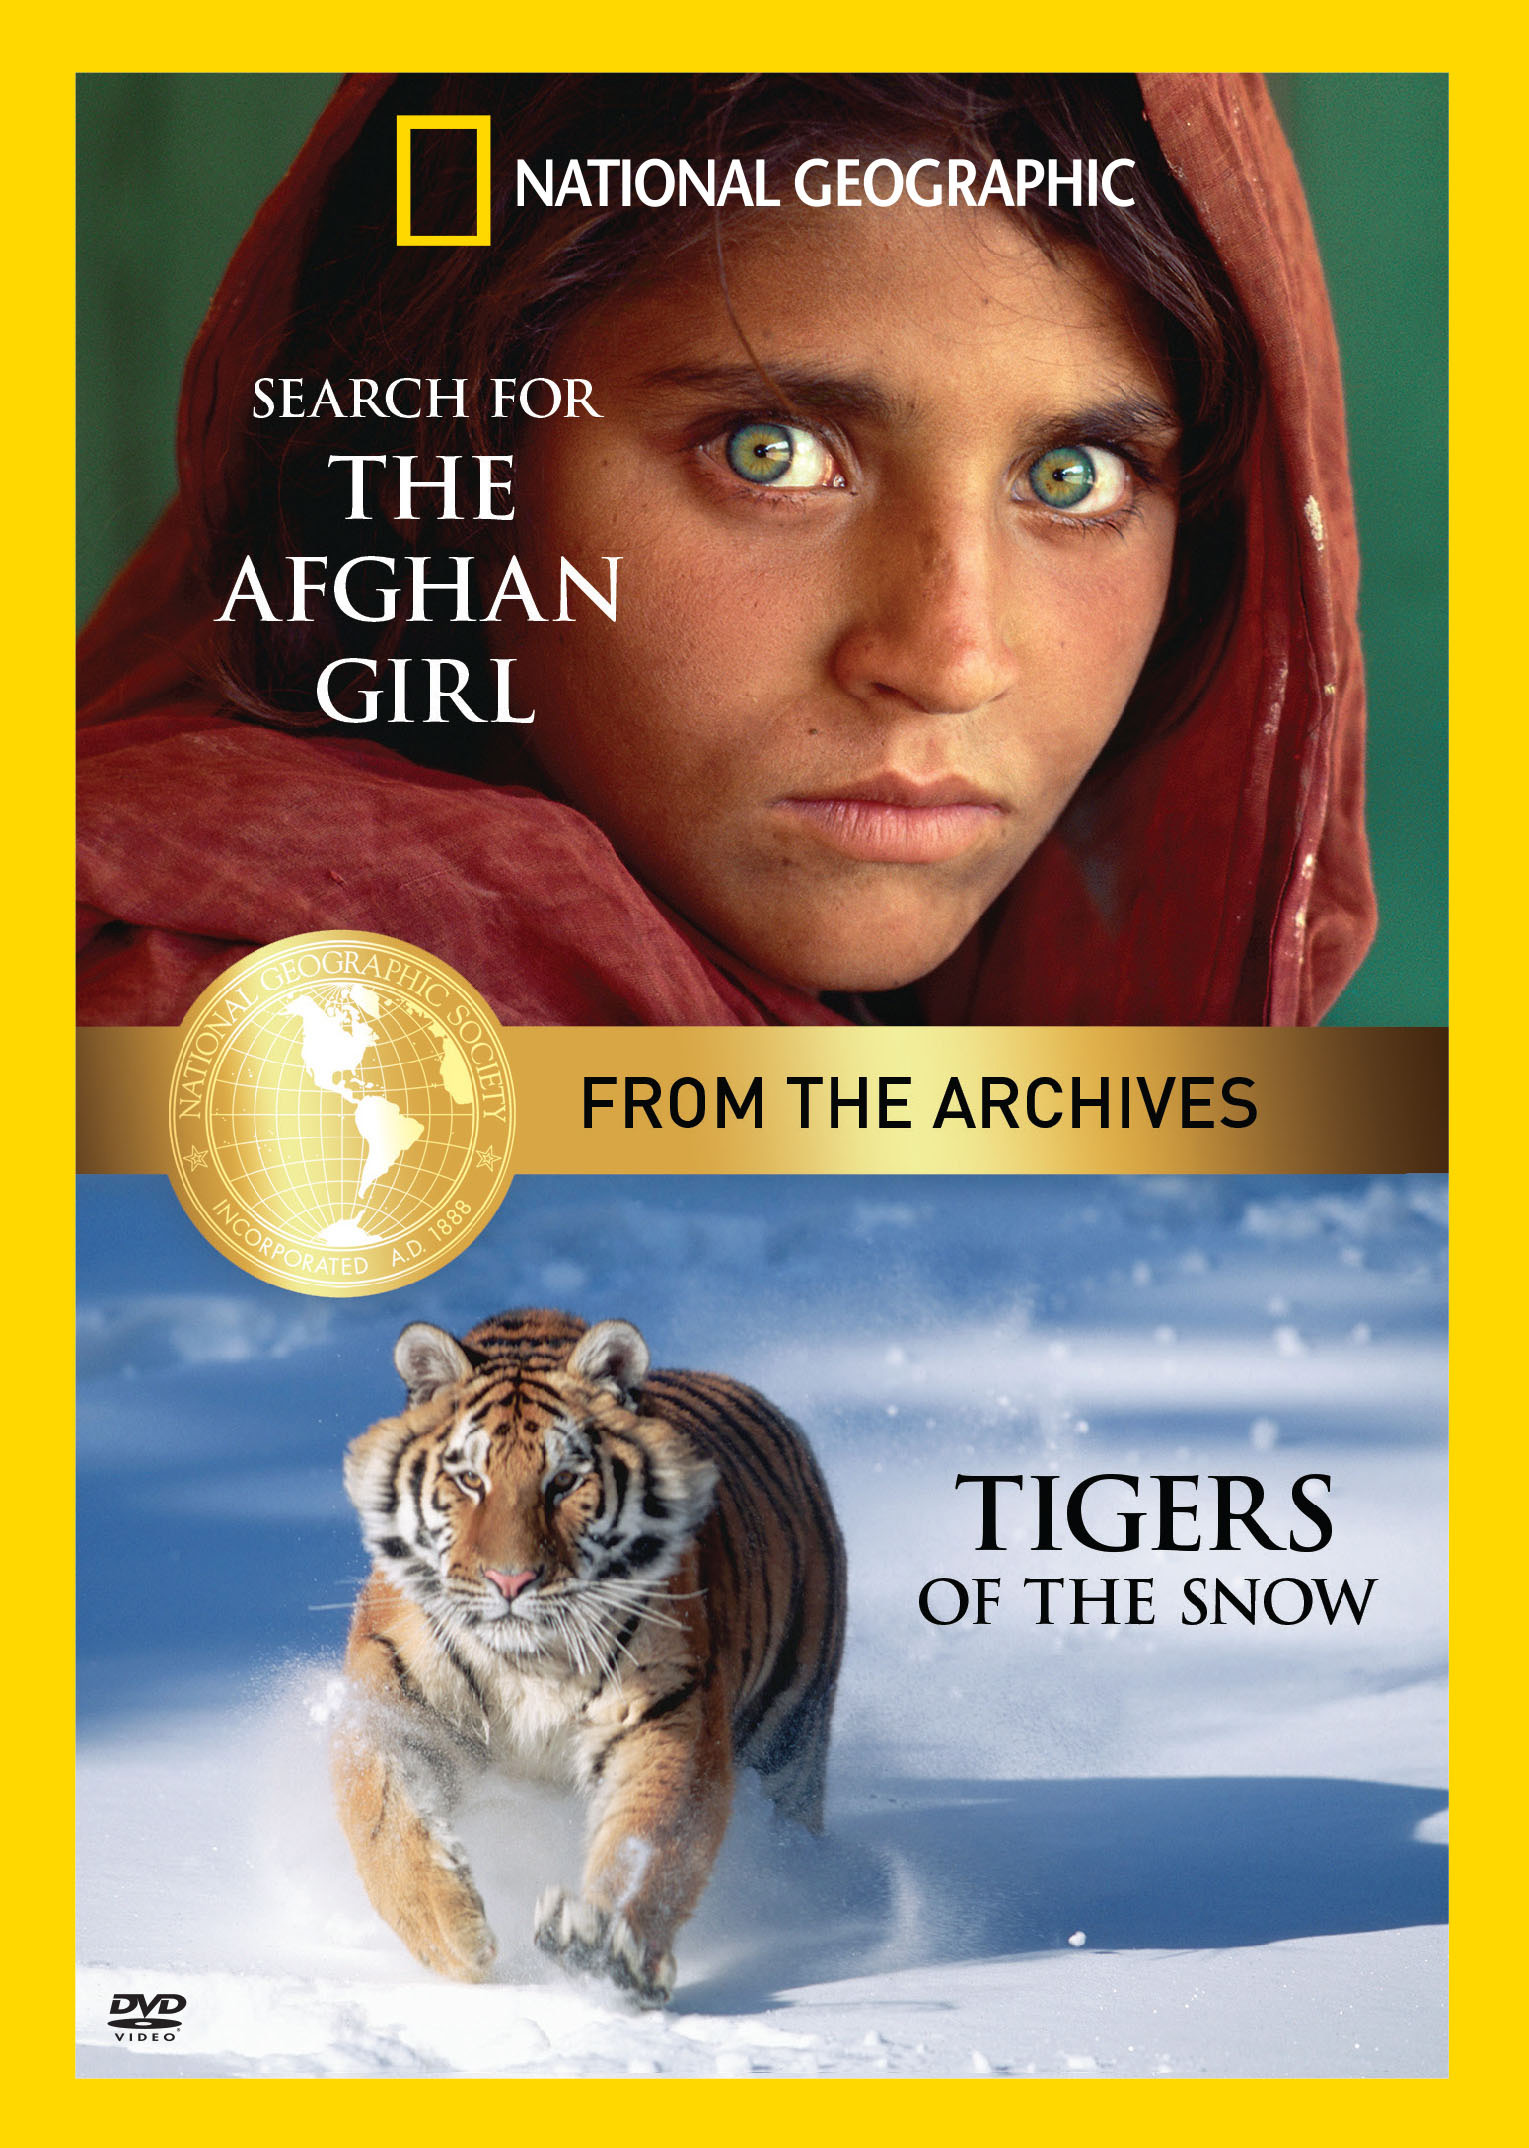 NATIONAL GEOGRAPHIC
SEARCH FOR
THE
AFGHAN
GIRL
NATIONAL GEOGRAPHIC SOCIETY
INCORPORATED A.D. 1888
FROM THE ARCHIVES
TIGERS
OF THE SNOW
DVD
VIDEO